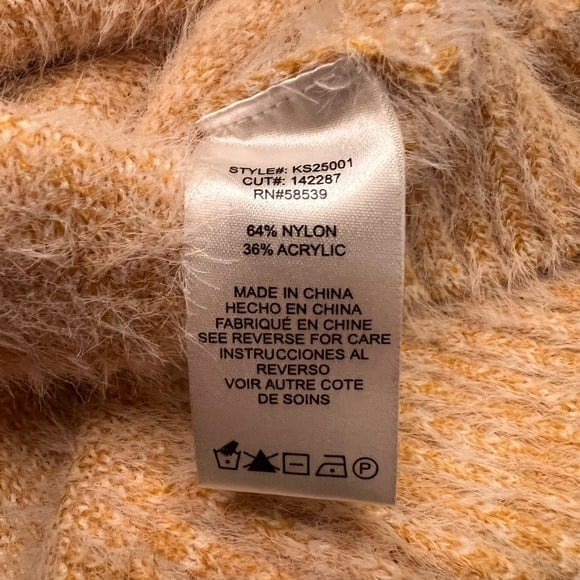 STYLE#: KS25001
CUT#: 142287
RN#58539
64% NYLON
36% ACRYLIC
MADE IN CHINA
HECHO EN CHINA
FABRIQUÉ EN CHINE
SEE REVERSE FOR CARE
INSTRUCCIONES AL
REVERSO
VOIR AUTRE COTE
DE SOINS
P